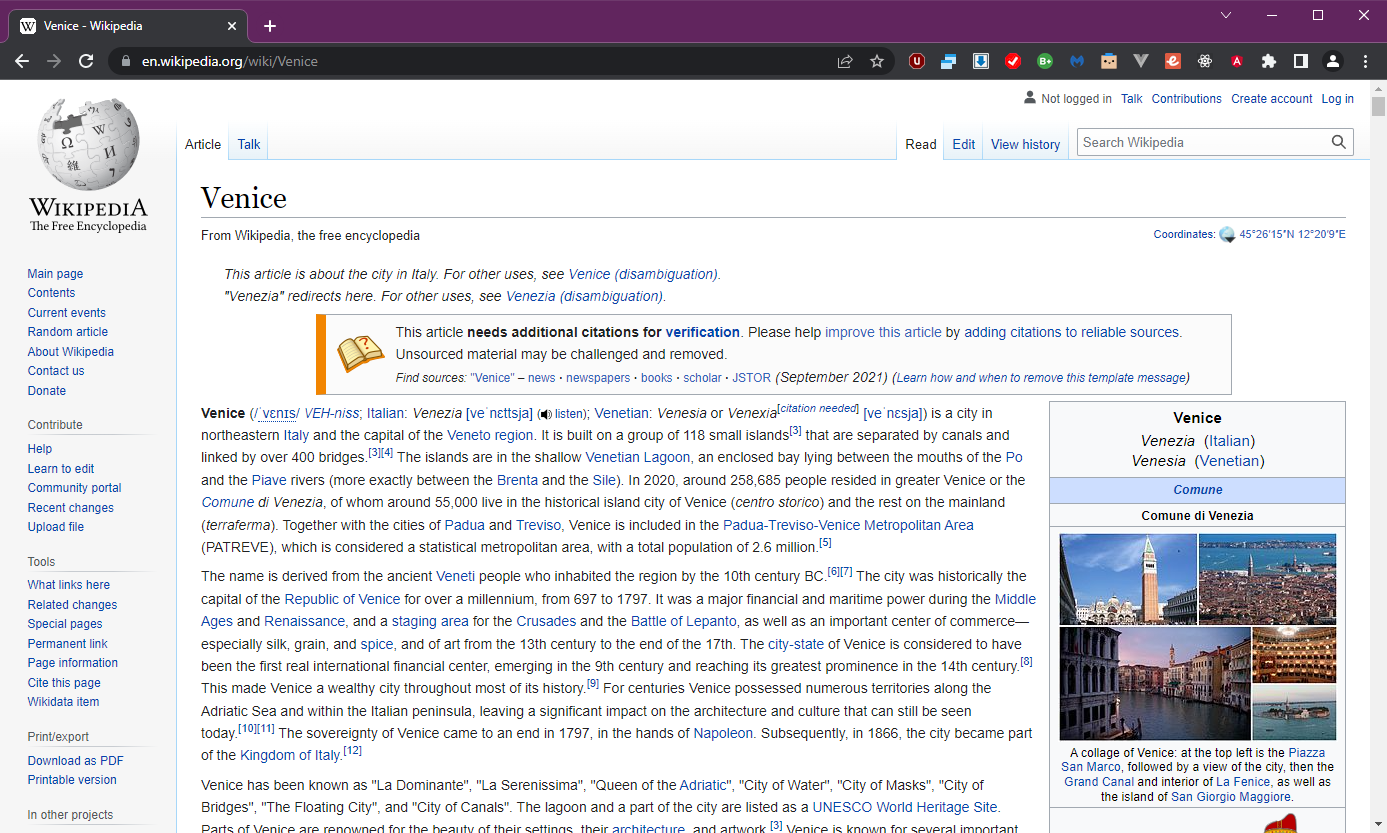 Venice - Wikipedia
en.wikipedia.org/wiki/Venice
Not logged in Talk Contributions Create account Log in
Article Talk Read Edit View history Search Wikipedia
WIKIPEDIA
The Free Encyclopedia
Main page
Contents
Current events
Random article
About Wikipedia
Contact us
Donate
Contribute
Help
Learn to edit
Community portal
Recent changes
Upload file
Tools
What links here
Related changes
Special pages
Permanent link
Page information
Cite this page
Wikidata item
Print/export
Download as PDF
Printable version
In other projects
Venice
From Wikipedia, the free encyclopedia
Coordinates: 45°26′15″N 12°20′9″E
This article is about the city in Italy. For other uses, see Venice (disambiguation).
"Venezia" redirects here. For other uses, see Venezia (disambiguation).
This article needs additional citations for verification. Please help improve this article by adding citations to reliable sources.
Unsourced material may be challenged and removed.
Find sources: "Venice" – news · newspapers · books · scholar · JSTOR (September 2021) (Learn how and when to remove this template message)
Venice (/ˈvɛnɪs/ VEH-niss; Italian: Venezia [veˈnɛttsja] (listen); Venetian: Venesia or Venexia[citation needed] [veˈnɛsja]) is a city in
northeastern Italy and the capital of the Veneto region. It is built on a group of 118 small islands[3] that are separated by canals and
linked by over 400 bridges.[3][4] The islands are in the shallow Venetian Lagoon, an enclosed bay lying between the mouths of the Po
and the Piave rivers (more exactly between the Brenta and the Sile). In 2020, around 258,685 people resided in greater Venice or the
Comune di Venezia, of whom around 55,000 live in the historical island city of Venice (centro storico) and the rest on the mainland
(terraferma). Together with the cities of Padua and Treviso, Venice is included in the Padua-Treviso-Venice Metropolitan Area
(PATREVE), which is considered a statistical metropolitan area, with a total population of 2.6 million.[5]
The name is derived from the ancient Veneti people who inhabited the region by the 10th century BC.[6][7] The city was historically the
capital of the Republic of Venice for over a millennium, from 697 to 1797. It was a major financial and maritime power during the Middle
Ages and Renaissance, and a staging area for the Crusades and the Battle of Lepanto, as well as an important center of commerce—
especially silk, grain, and spice, and of art from the 13th century to the end of the 17th. The city-state of Venice is considered to have
been the first real international financial center, emerging in the 9th century and reaching its greatest prominence in the 14th century.[8]
This made Venice a wealthy city throughout most of its history.[9] For centuries Venice possessed numerous territories along the
Adriatic Sea and within the Italian peninsula, leaving a significant impact on the architecture and culture that can still be seen
today.[10][11] The sovereignty of Venice came to an end in 1797, in the hands of Napoleon. Subsequently, in 1866, the city became part
of the Kingdom of Italy.[12]
Venice has been known as "La Dominante", "La Serenissima", "Queen of the Adriatic", "City of Water", "City of Masks", "City of
Bridges", "The Floating City", and "City of Canals". The lagoon and a part of the city are listed as a UNESCO World Heritage Site.
Parts of Venice are renowned for the beauty of their settings, their architecture, and artwork.[3] Venice is known for several important
Venice
Venezia (Italian)
Venesia (Venetian)
Comune
Comune di Venezia
A collage of Venice: at the top left is the Piazza
San Marco, followed by a view of the city, then the
Grand Canal and interior of La Fenice, as well as
the island of San Giorgio Maggiore.